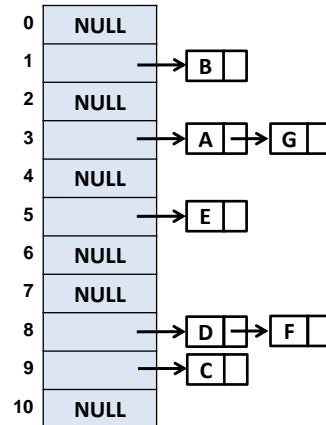 0 NULL
1 B
2 NULL
3 A G
4 NULL
5 E
6 NULL
7 NULL
8 D F
9 C
10 NULL